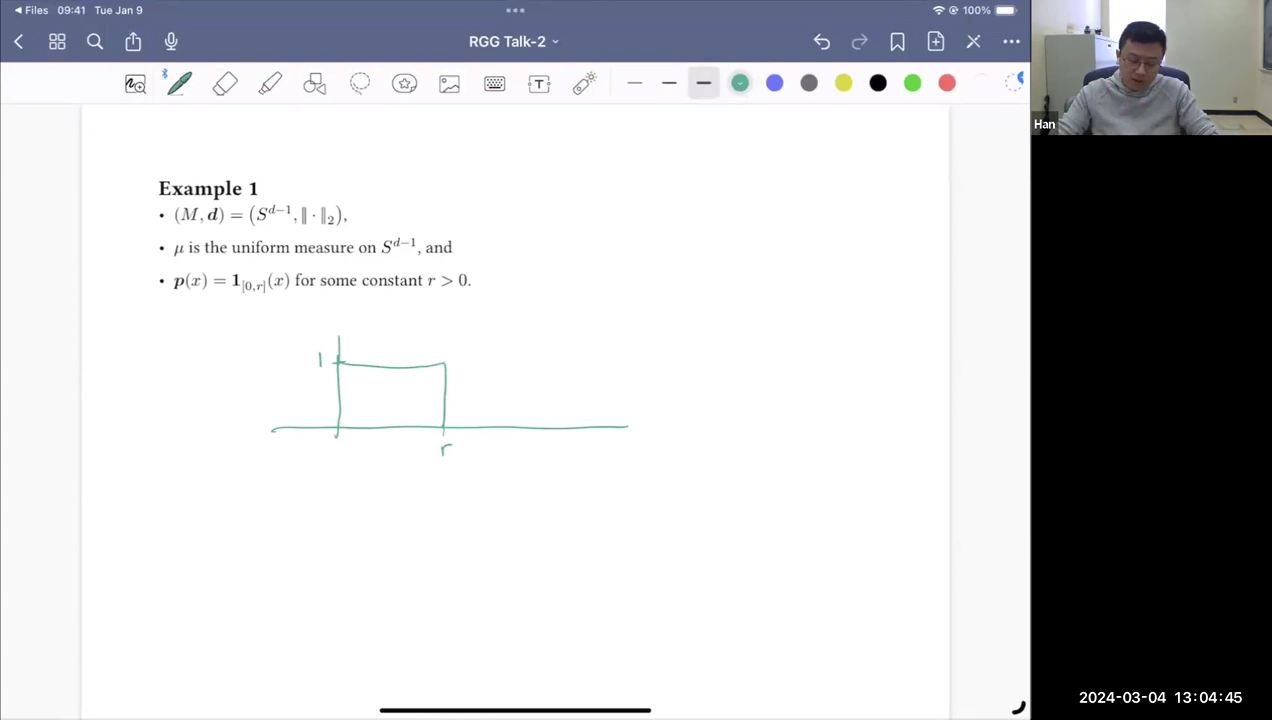 Files 09:41 Tue Jan 9
100%
RGG Talk-2
T
Han
Example 1
• (M, d) = (S^{d−1}, ‖ · ‖_2),
• μ is the uniform measure on S^{d−1}, and
• p(x) = 1_{[0,r]}(x) for some constant r > 0.
1
r
2024-03-04 13:04:45